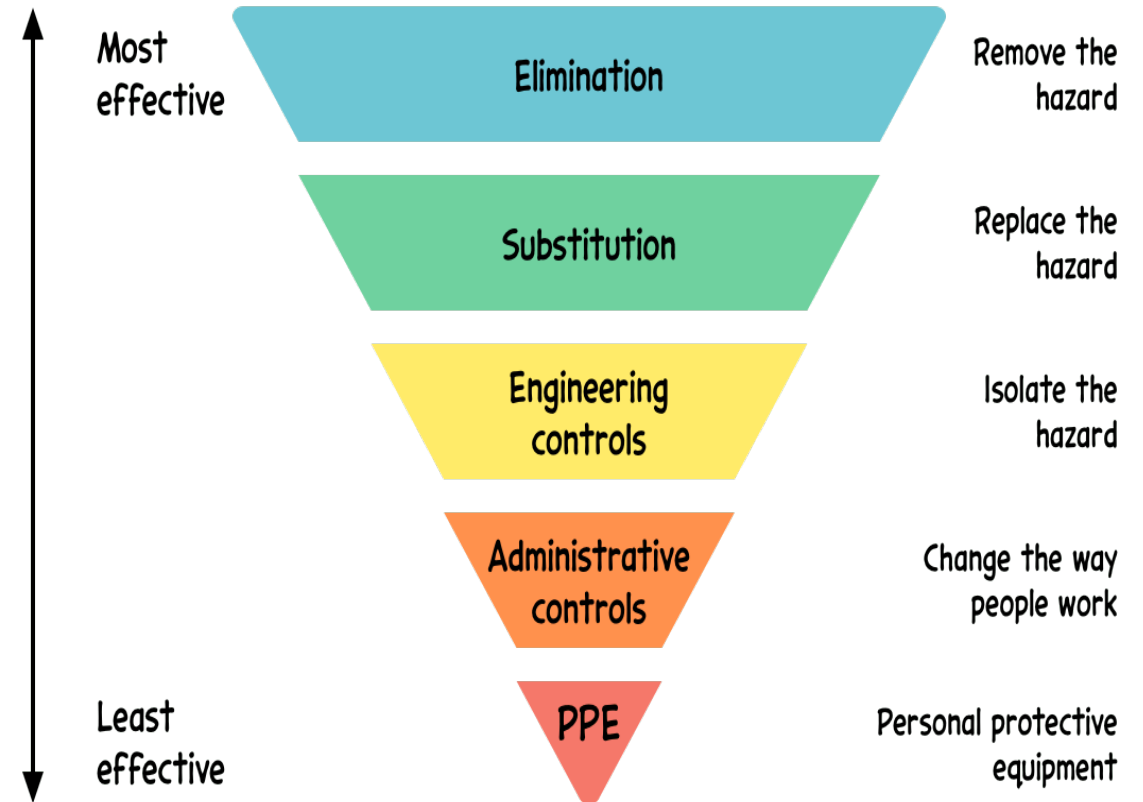 Most
effective
Elimination
Remove the
hazard
Substitution
Replace the
hazard
Engineering
controls
Isolate the
hazard
Administrative
controls
Change the way
people work
Least
effective
PPE
Personal protective
equipment